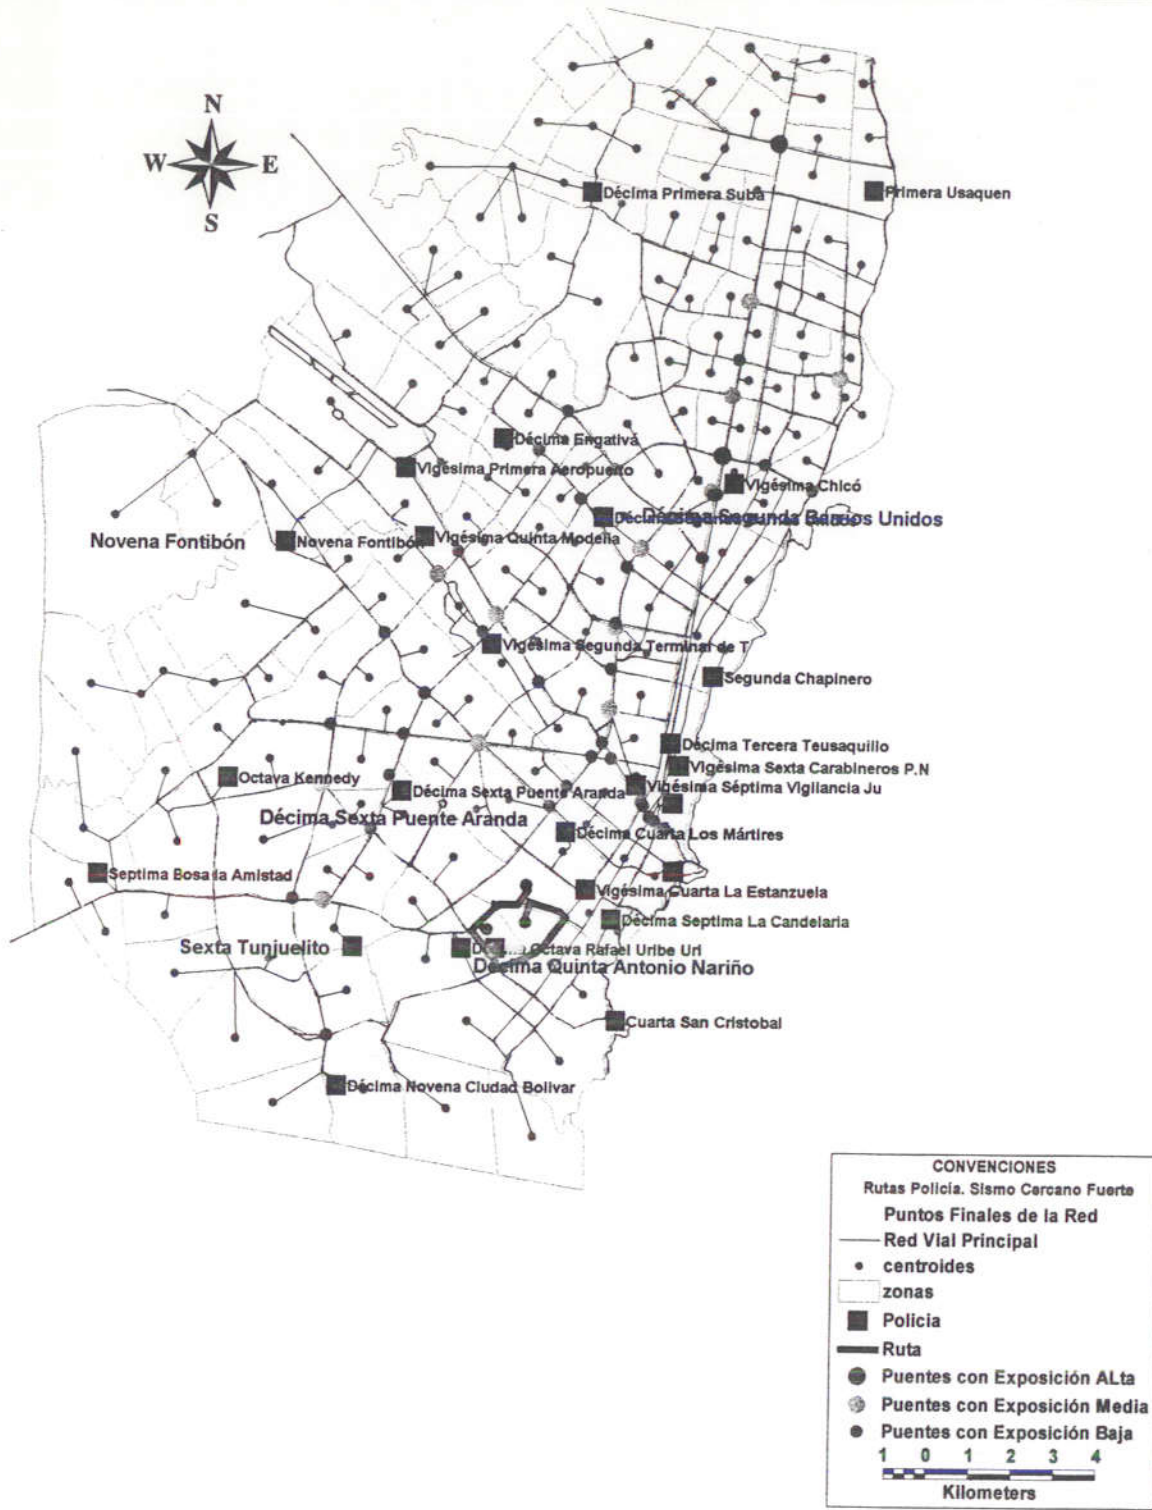 N
W E
S
Décima Primera Suba
Primera Usaquen
Décima Engativá
Vigésima Primera Aeropuerto
Vigésima Chicó
Décima Segunda Barrios Unidos
Novena Fontibón
Novena Fontibón
Vigésima Quinta Modelia
Vigésima Segunda Terminal de T
Segunda Chapinero
Décima Tercera Teusaquillo
Vigésima Sexta Carabineros P.N
Octava Kennedy
Vigésima Séptima Vigilancia Ju
Décima Sexta Puente Aranda
Décima Sexta Puente Aranda
Décima Cuarta Los Mártires
Septima Bosa la Amistad
Vigésima Cuarta La Estanzuela
Décima Septima La Candelaria
Sexta Tunjuelito
Octava Rafael Uribe Uri
Décima Quinta Antonio Nariño
Cuarta San Cristobal
Décima Novena Ciudad Bolivar
CONVENCIONES
Rutas Policía. Sismo Cercano Fuerte
Puntos Finales de la Red
Red Vial Principal
centroides
zonas
Policia
Ruta
Puentes con Exposición ALta
Puentes con Exposición Media
Puentes con Exposición Baja
1 0 1 2 3 4
Kilometers